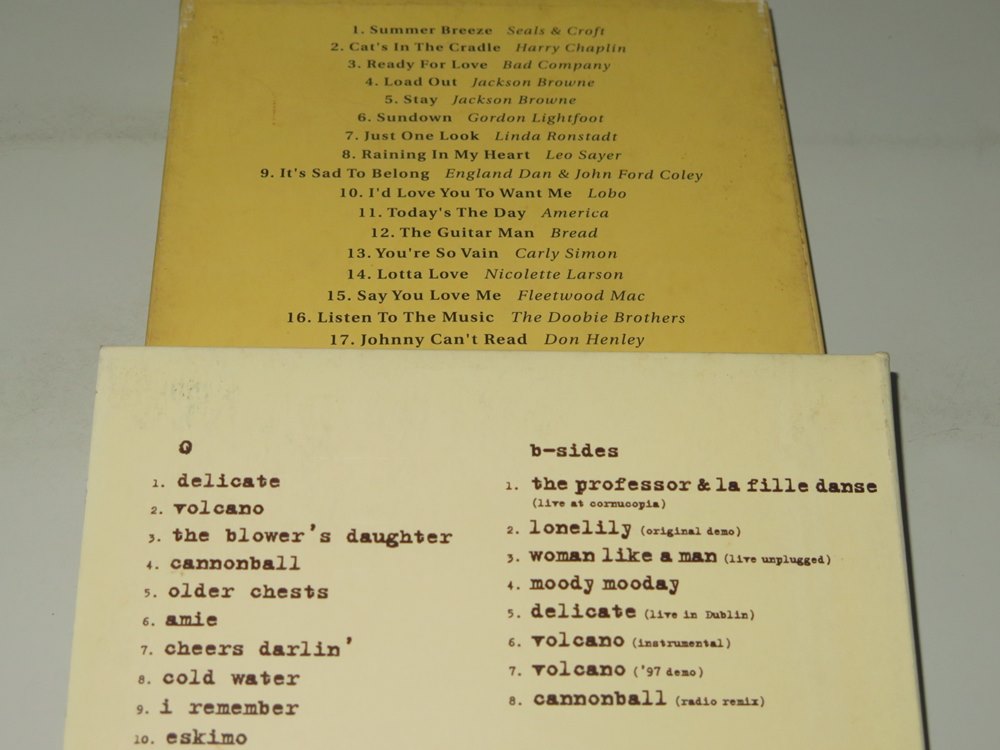 1. Summer Breeze Seals & Croft
2. Cat's In The Cradle Harry Chaplin
3. Ready For Love Bad Company
4. Load Out Jackson Browne
5. Stay Jackson Browne
6. Sundown Gordon Lightfoot
7. Just One Look Linda Ronstadt
8. Raining In My Heart Leo Sayer
9. It's Sad To Belong England Dan & John Ford Coley
10. I'd Love You To Want Me Lobo
11. Today's The Day America
12. The Guitar Man Bread
13. You're So Vain Carly Simon
14. Lotta Love Nicolette Larson
15. Say You Love Me Fleetwood Mac
16. Listen To The Music The Doobie Brothers
17. Johnny Can't Read Don Henley
O
1. delicate
2. volcano
3. the blower's daughter
4. cannonball
5. older chests
6. amie
7. cheers darlin'
8. cold water
9. i remember
10. eskimo
b-sides
1. the professor & la fille danse
(live at cornucopia)
2. lonelily (original demo)
3. woman like a man (live unplugged)
4. moody mooday
5. delicate (live in Dublin)
6. volcano (instrumental)
7. volcano ('97 demo)
8. cannonball (radio remix)